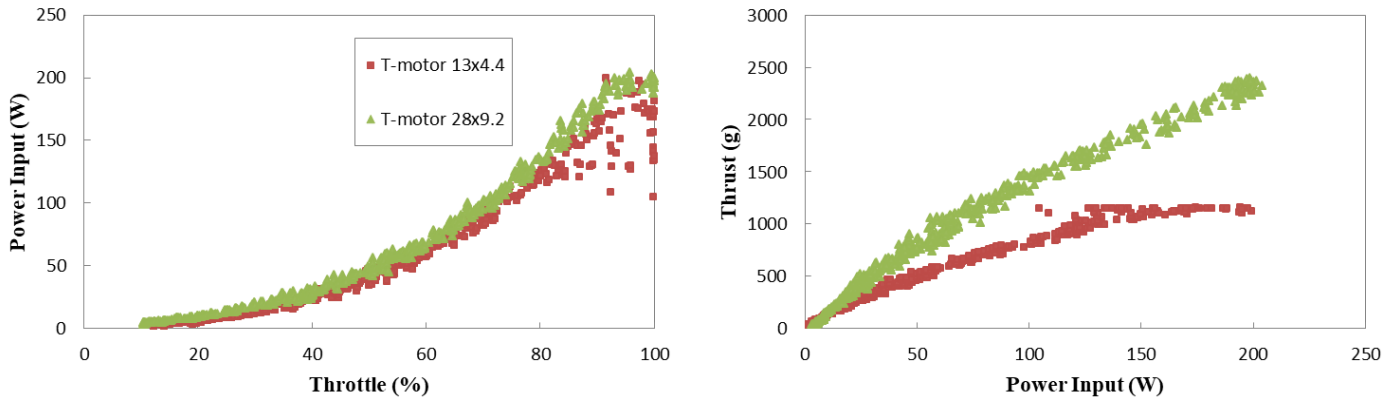 250
200
150
100
50
0
Power Input (W)
T-motor 13x4.4
T-motor 28x9.2
0 20 40 60 80 100
Throttle (%)
3000
2500
2000
1500
1000
500
0
Thrust (g)
0 50 100 150 200 250
Power Input (W)